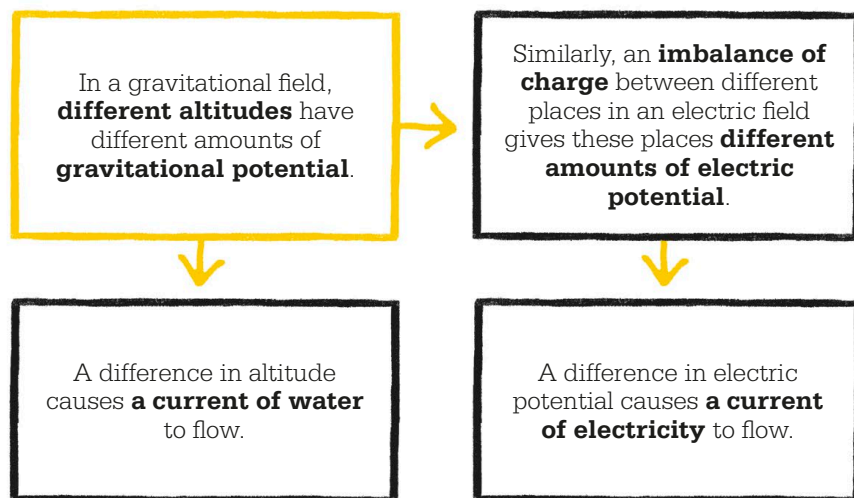 In a gravitational field,
different altitudes have
different amounts of
gravitational potential.
Similarly, an imbalance of
charge between different
places in an electric field
gives these places different
amounts of electric
potential.
A difference in altitude
causes a current of water
to flow.
A difference in electric
potential causes a current
of electricity to flow.